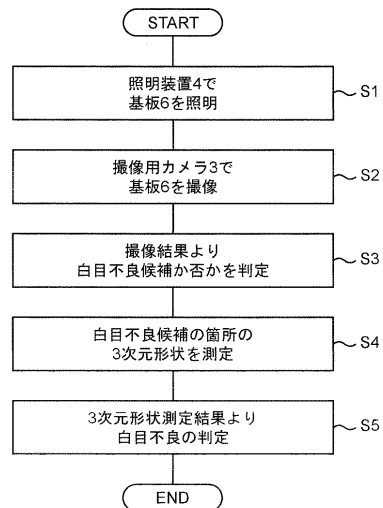 START
照明装置4で
基板6を照明
S1
撮像用カメラ3で
基板6を撮像
S2
撮像結果より
白目不良候補か否かを判定
S3
白目不良候補の箇所の
3次元形状を測定
S4
3次元形状測定結果より
白目不良の判定
S5
END